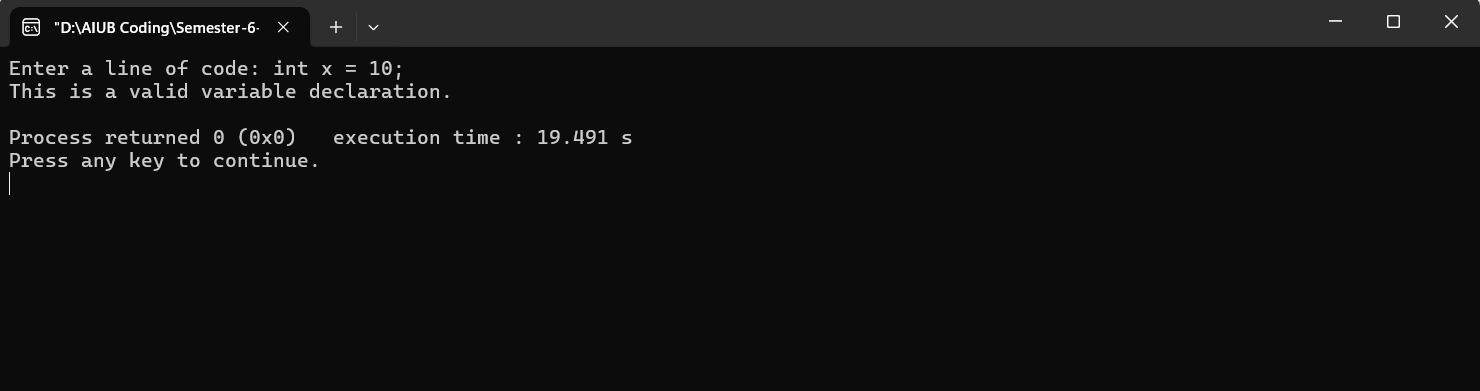 "D:\AIUB Coding\Semester-6-
Enter a line of code: int x = 10;
This is a valid variable declaration.
Process returned 0 (0x0)   execution time : 19.491 s
Press any key to continue.